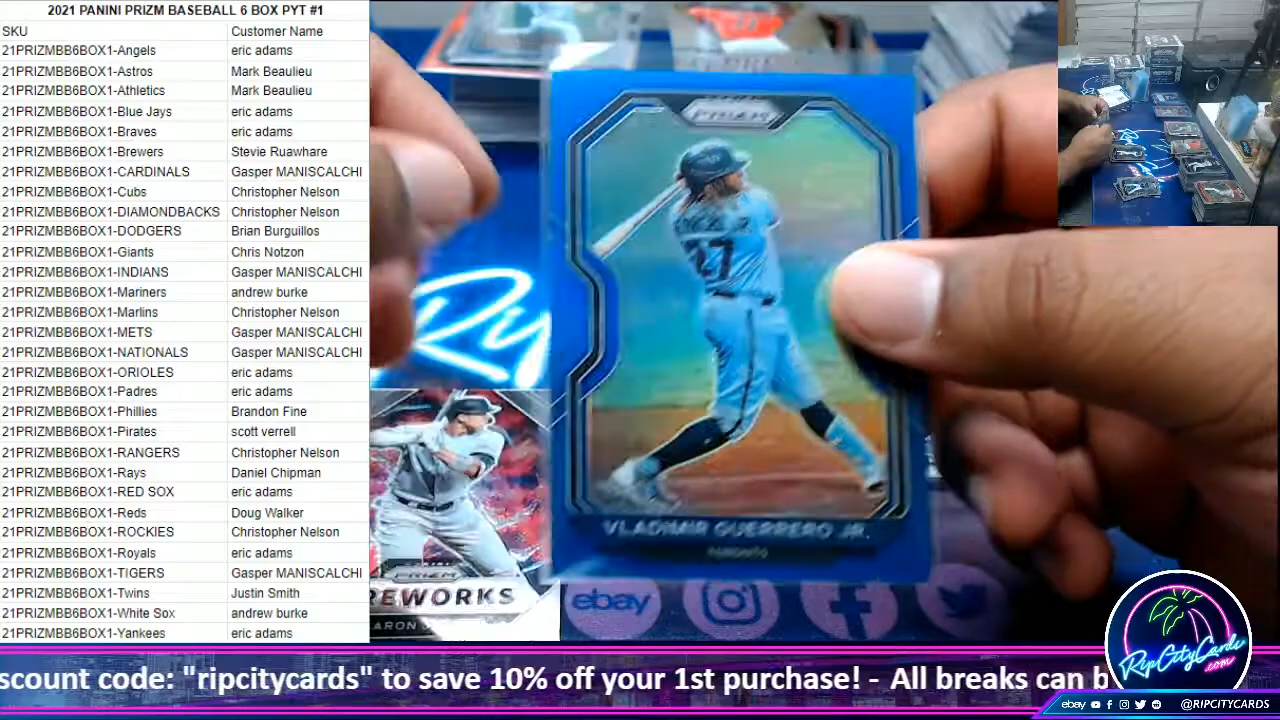 2021 PANINI PRIZM BASEBALL 6 BOX PYT #1
SKU Customer Name
21PRIZMBB6BOX1-Angels eric adams
21PRIZMBB6BOX1-Astros Mark Beaulieu
21PRIZMBB6BOX1-Athletics Mark Beaulieu
21PRIZMBB6BOX1-Blue Jays eric adams
21PRIZMBB6BOX1-Braves eric adams
21PRIZMBB6BOX1-Brewers Stevie Ruawhare
21PRIZMBB6BOX1-CARDINALS Gasper MANISCALCHI
21PRIZMBB6BOX1-Cubs Christopher Nelson
21PRIZMBB6BOX1-DIAMONDBACKS Christopher Nelson
21PRIZMBB6BOX1-DODGERS Brian Burguillos
21PRIZMBB6BOX1-Giants Chris Notzon
21PRIZMBB6BOX1-INDIANS Gasper MANISCALCHI
21PRIZMBB6BOX1-Mariners andrew burke
21PRIZMBB6BOX1-Marlins Christopher Nelson
21PRIZMBB6BOX1-METS Gasper MANISCALCHI
21PRIZMBB6BOX1-NATIONALS Gasper MANISCALCHI
21PRIZMBB6BOX1-ORIOLES eric adams
21PRIZMBB6BOX1-Padres eric adams
21PRIZMBB6BOX1-Phillies Brandon Fine
21PRIZMBB6BOX1-Pirates scott verrell
21PRIZMBB6BOX1-RANGERS Christopher Nelson
21PRIZMBB6BOX1-Rays Daniel Chipman
21PRIZMBB6BOX1-RED SOX eric adams
21PRIZMBB6BOX1-Reds Doug Walker
21PRIZMBB6BOX1-ROCKIES Christopher Nelson
21PRIZMBB6BOX1-Royals eric adams
21PRIZMBB6BOX1-TIGERS Gasper MANISCALCHI
21PRIZMBB6BOX1-Twins Justin Smith
21PRIZMBB6BOX1-White Sox andrew burke
21PRIZMBB6BOX1-Yankees eric adams
PRIZM
27
VLADIMIR GUERRERO JR.
TORONTO
Ry
PRIZM
REWORKS
AARON J
ebay
scount code: "ripcitycards" to save 10% off your 1st purchase! - All breaks can b
RipCityCards
.com
ebay @RIPCITYCARDS